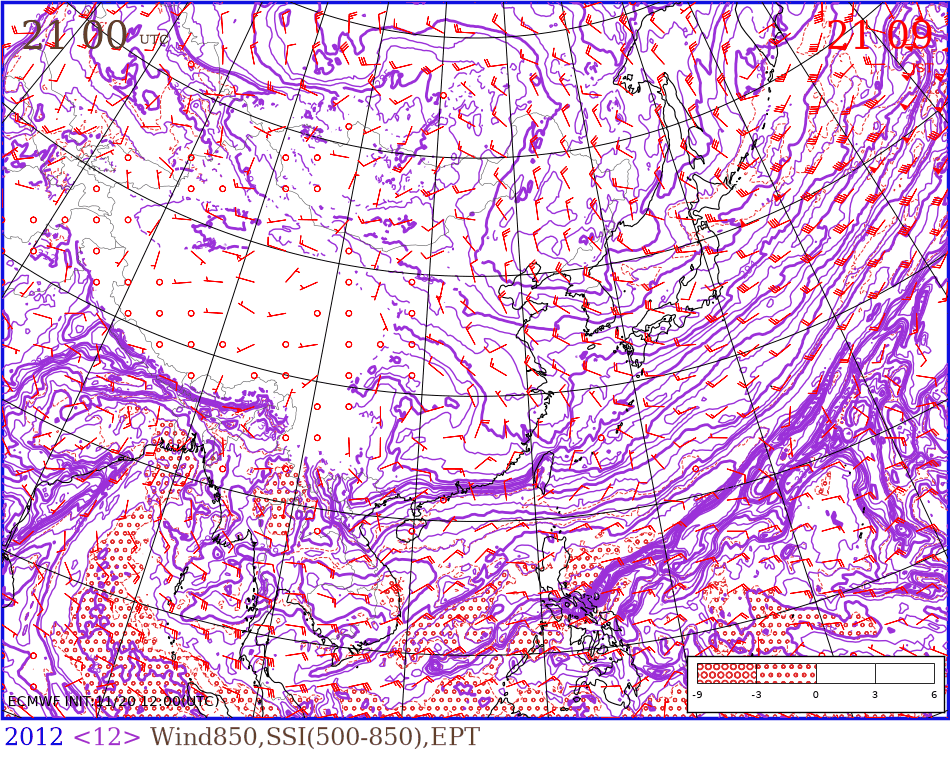 21 00 UTC 21 09
ECMWF INIT:11/20 12:00(UTC)
-9 -3 0 3 6
2012 <12> Wind850,SSI(500-850),EPT